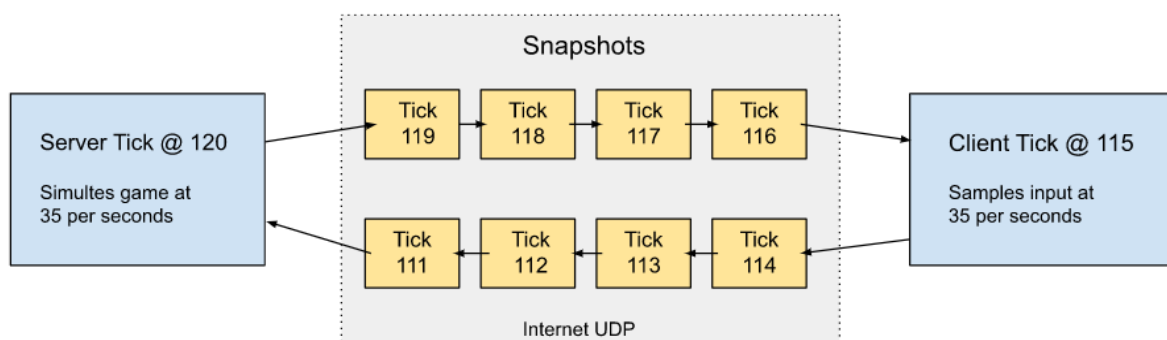 Snapshots
Server Tick @ 120
Simultes game at
35 per seconds
Tick
119
Tick
118
Tick
117
Tick
116
Tick
111
Tick
112
Tick
113
Tick
114
Internet UDP
Client Tick @ 115
Samples input at
35 per seconds